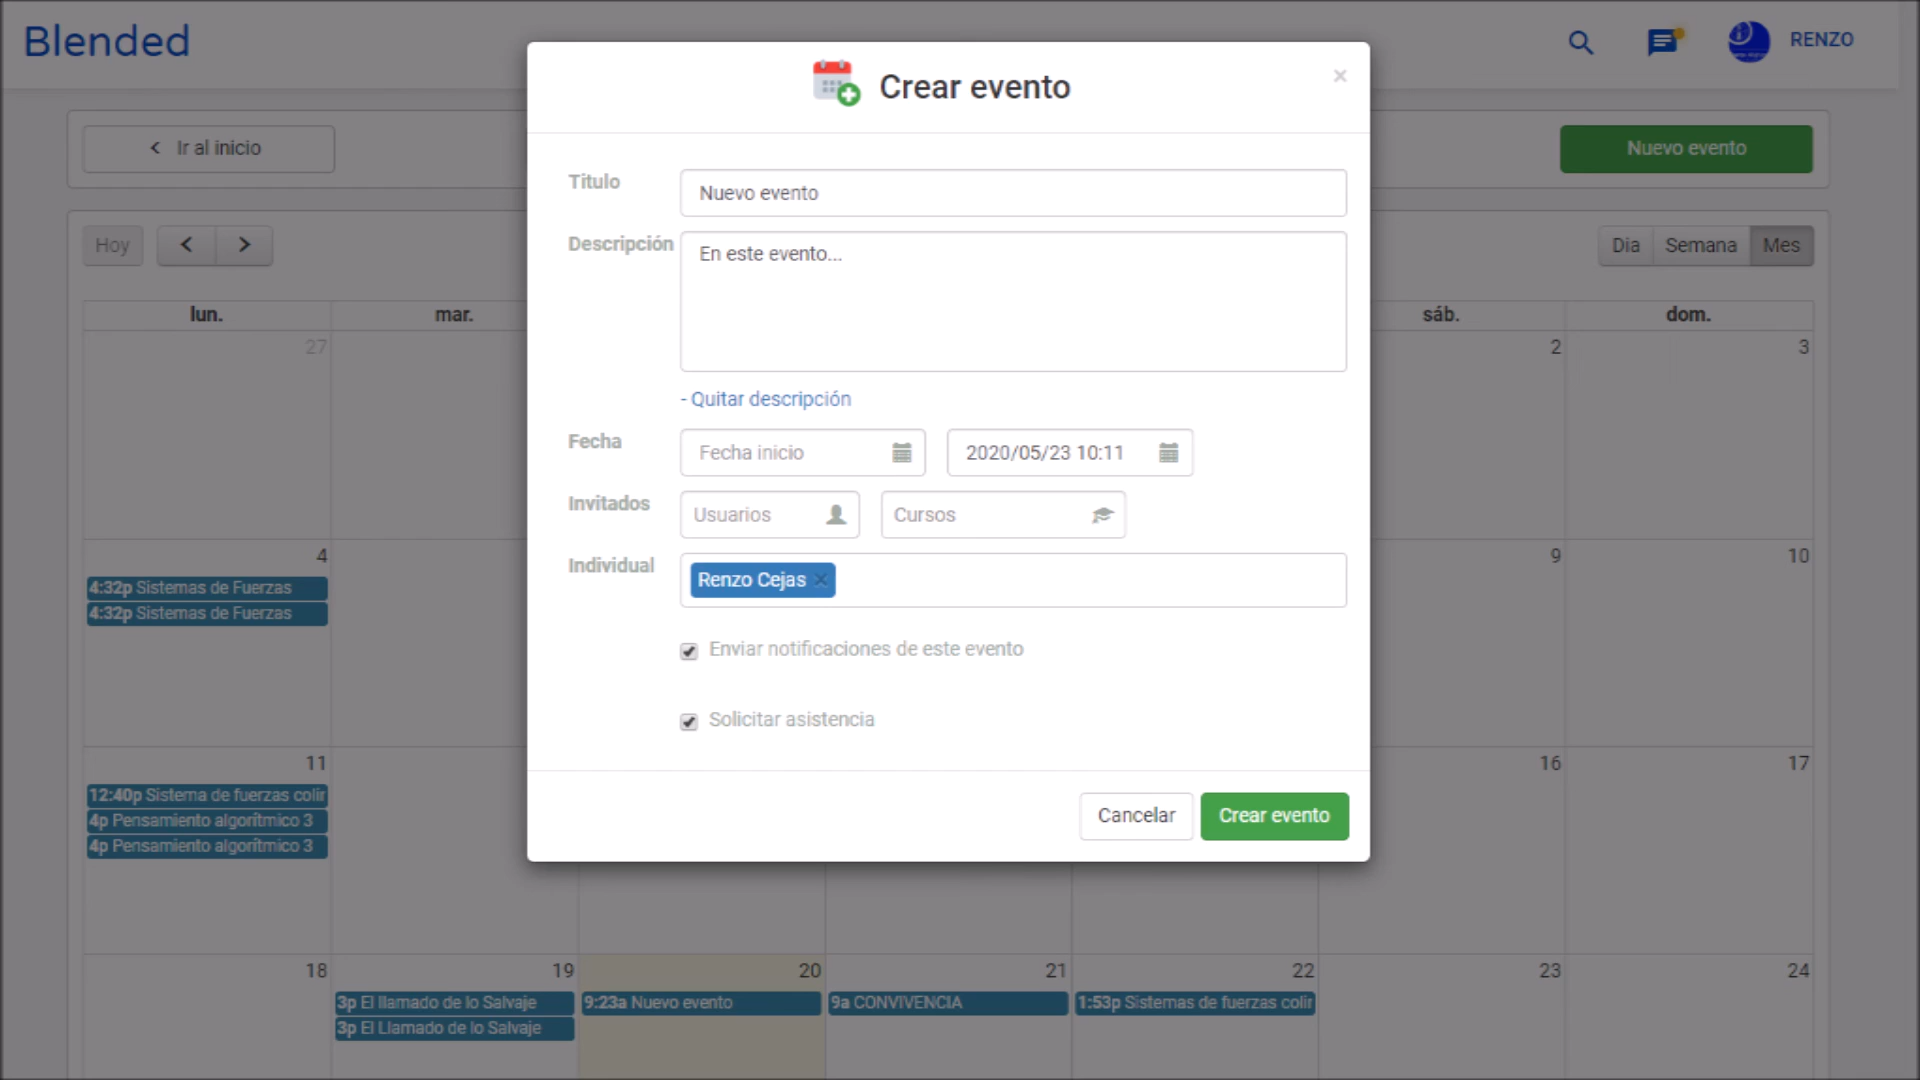 Blended
RENZO
Crear evento
×
Ir al inicio
Nuevo evento
Título
Nuevo evento
Descripción
En este evento...
- Quitar descripción
Hoy
Dia Semana Mes
lun. mar. sáb. dom.
27 2 3
Fecha
Fecha inicio
2020/05/23 10:11
Invitados
Usuarios
Cursos
Individual
Renzo Cejas ×
Enviar notificaciones de este evento
Solicitar asistencia
Cancelar
Crear evento
4 9 10
4:32p Sistemas de Fuerzas
4:32p Sistemas de Fuerzas
11 16 17
12:40p Sistema de fuerzas colir
4p Pensamiento algorítmico 3
4p Pensamiento algorítmico 3
18 19 20 21 22 23 24
3p El llamado de lo Salvaje
3p El Llamado de lo Salvaje
9:23a Nuevo evento
9a CONVIVENCIA
1:53p Sistemas de fuerzas colir